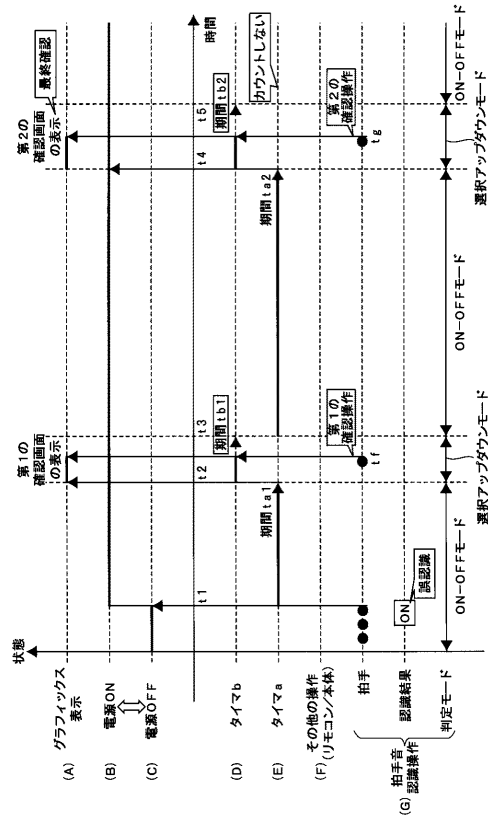 状態
(A) グラフィックス
表示
(B) 電源ON
(C) 電源OFF
(D) タイマb
(E) タイマa
(F) その他の操作
(リモコン/本体)
(G) 拍手音
認識操作
拍手
認識結果
判定モード
時間
第1の
確認画面
の表示
第2の
確認画面
の表示
最終確認
t1
t2
t3
t4
t5
期間tb1
期間tb2
期間ta1
期間ta2
カウントしない
第1の
確認操作
第2の
確認操作
tf
tg
ON
誤認識
ON-OFFモード
選択アップダウンモード
ON-OFFモード
選択アップダウンモード
ON-OFFモード